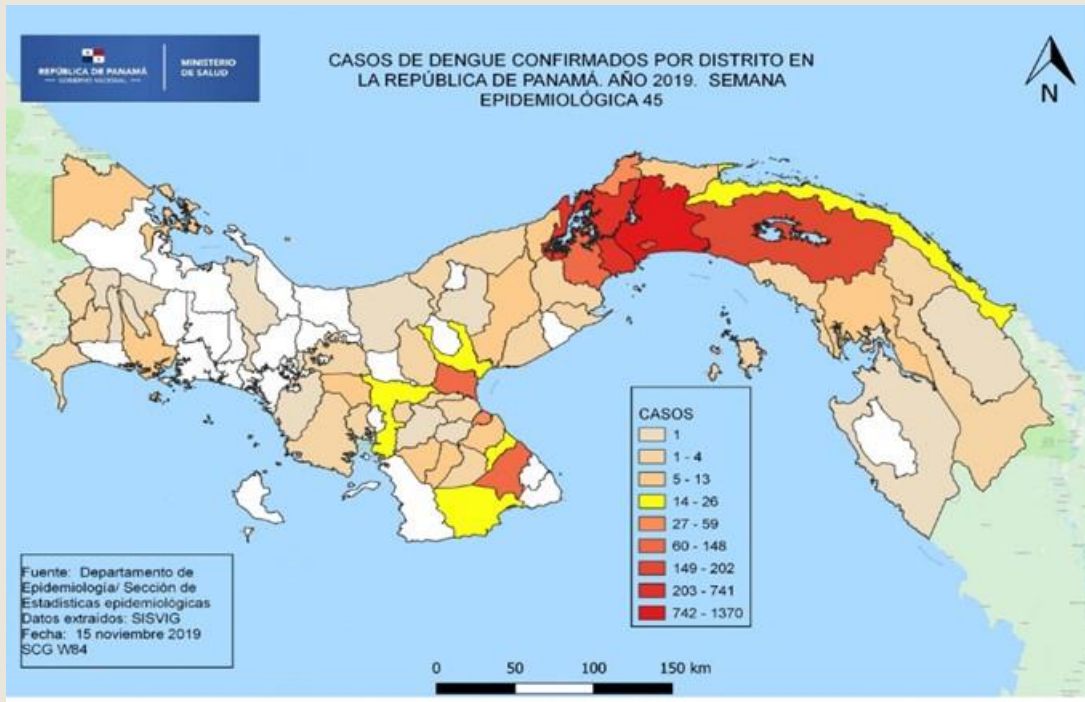 REPÚBLICA DE PANAMÁ
— GOBIERNO NACIONAL —
MINISTERIO
DE SALUD
CASOS DE DENGUE CONFIRMADOS POR DISTRITO EN
LA REPÚBLICA DE PANAMÁ. AÑO 2019. SEMANA
EPIDEMIOLÓGICA 45
N
CASOS
1
1 - 4
5 - 13
14 - 26
27 - 59
60 - 148
149 - 202
203 - 741
742 - 1370
Fuente: Departamento de
Epidemiología/ Sección de
Estadísticas epidemiológicas
Datos extraídos: SISVIG
Fecha: 15 noviembre 2019
SCG W84
0 50 100 150 km